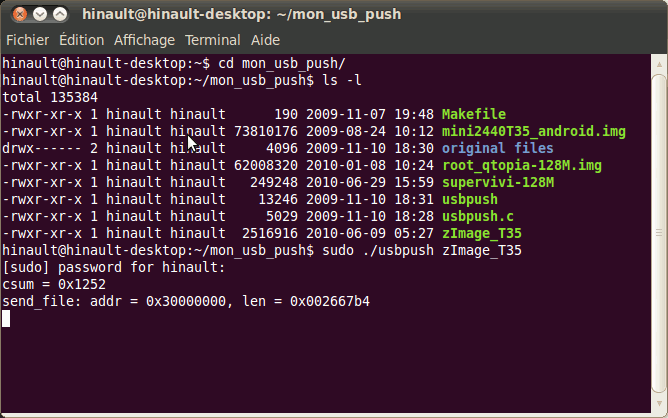 hinault@hinault-desktop: ~/mon_usb_push
Fichier Édition Affichage Terminal Aide
hinault@hinault-desktop:~$ cd mon_usb_push/
hinault@hinault-desktop:~/mon_usb_push$ ls -l
total 135384
-rwxr-xr-x 1 hinault hinault      190 2009-11-07 19:48 Makefile
-rwxr-xr-x 1 hinault hinault 73810176 2009-08-24 10:12 mini2440T35_android.img
drwx------ 2 hinault hinault     4096 2009-11-10 18:30 original files
-rwxr-xr-x 1 hinault hinault 62008320 2010-01-08 10:24 root_qtopia-128M.img
-rwxr-xr-x 1 hinault hinault   249248 2010-06-29 15:59 supervivi-128M
-rwxr-xr-x 1 hinault hinault    13246 2009-11-10 18:31 usbpush
-rwxr-xr-x 1 hinault hinault     5029 2009-11-10 18:28 usbpush.c
-rwxr-xr-x 1 hinault hinault  2516916 2010-06-09 05:27 zImage_T35
hinault@hinault-desktop:~/mon_usb_push$ sudo ./usbpush zImage_T35
[sudo] password for hinault:
csum = 0x1252
send_file: addr = 0x30000000, len = 0x002667b4